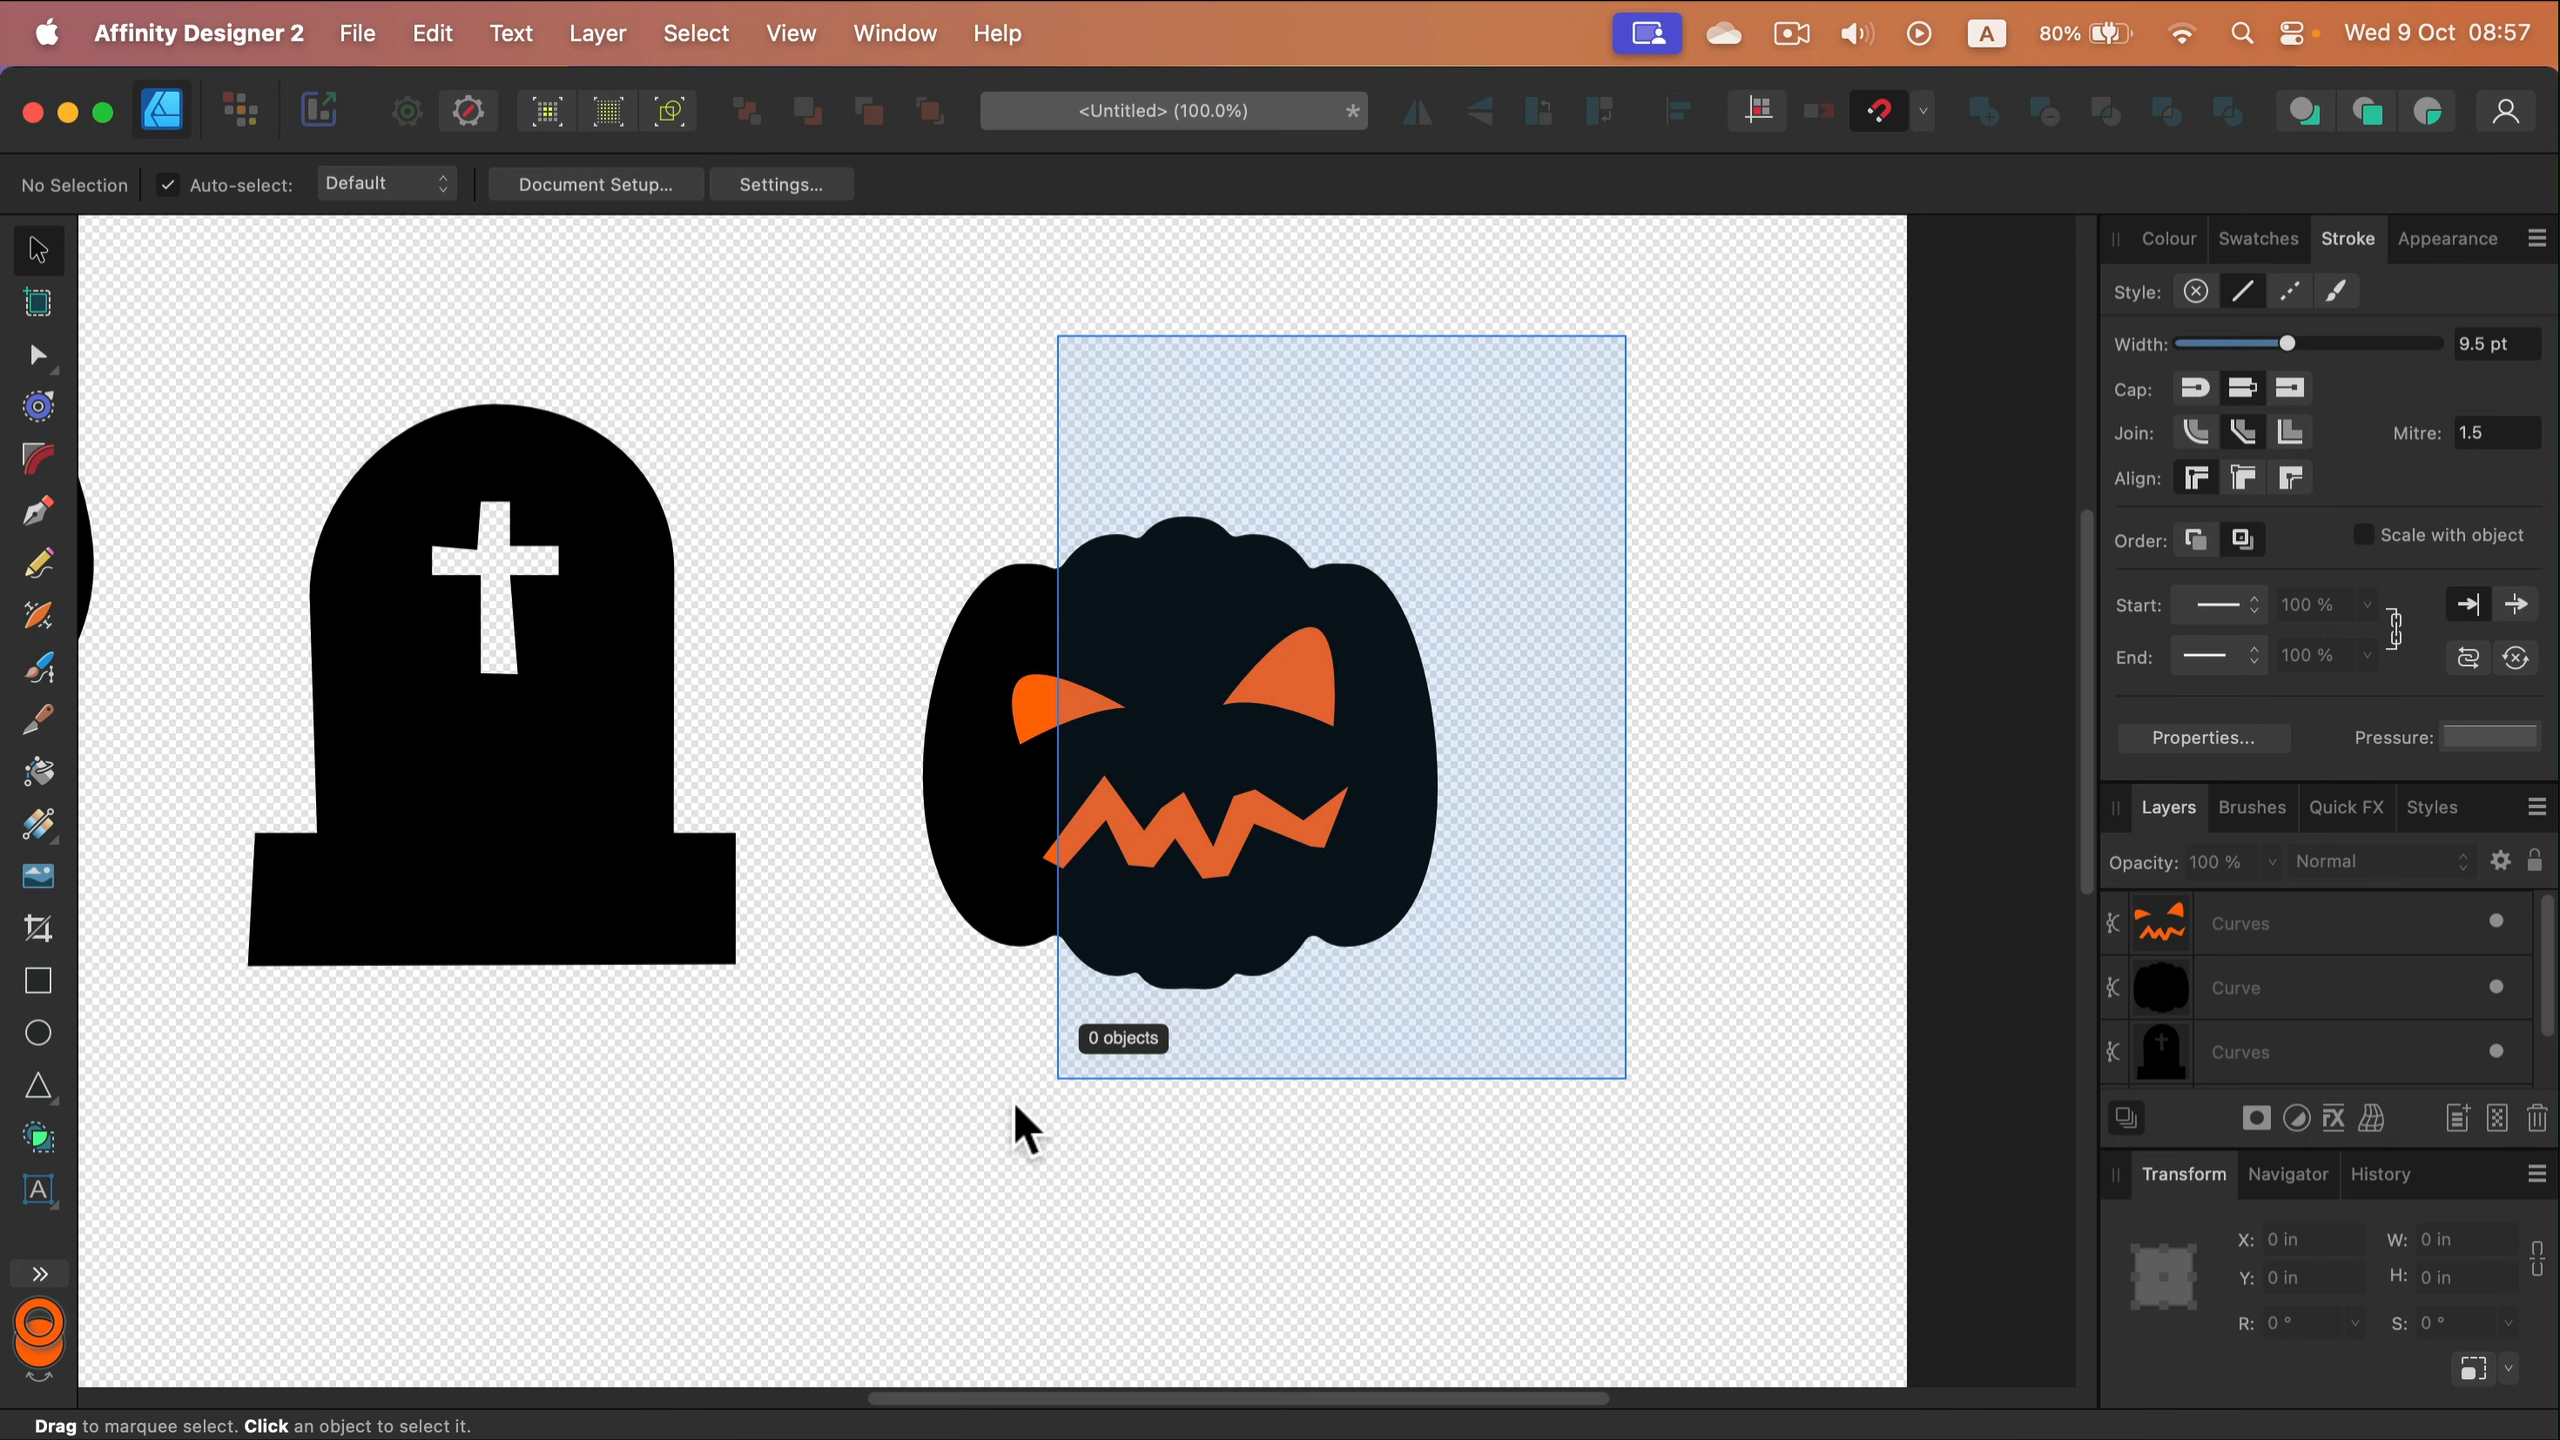 Affinity Designer 2 File Edit Text Layer Select View Window Help A 80% Wed 9 Oct 08:57
<Untitled> (100.0%) *
No Selection Auto-select: Default Document Setup... Settings...
Colour Swatches Stroke Appearance
Style:
Width: 9.5 pt
Cap:
Join: Mitre: 1.5
Align:
Order: Scale with object
Start: 100 %
End: 100 %
Properties... Pressure:
Layers Brushes Quick FX Styles
Opacity: 100 % Normal
Curves
Curve
Curves
0 objects
FX
Transform Navigator History
X: 0 in W: 0 in
Y: 0 in H: 0 in
R: 0 ° S: 0 °
A
Drag to marquee select. Click an object to select it.